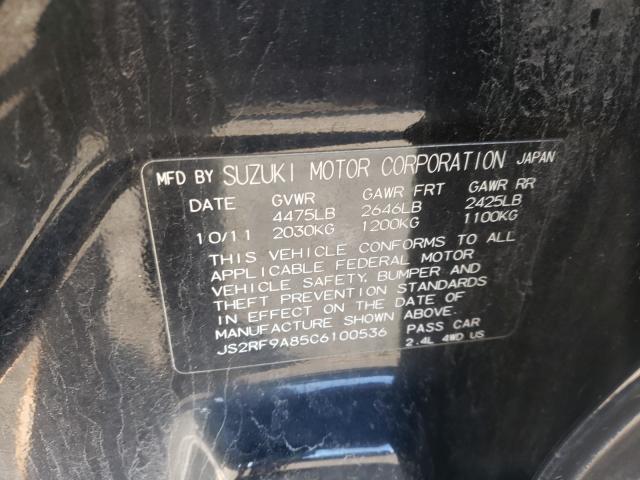 MFD BY SUZUKI MOTOR CORPORATION JAPAN
DATE GVWR GAWR FRT GAWR RR
4475LB 2646LB 2425LB
10/11 2030KG 1200KG 1100KG
THIS VEHICLE CONFORMS TO ALL
APPLICABLE FEDERAL MOTOR
VEHICLE SAFETY, BUMPER AND
THEFT PREVENTION STANDARDS
IN EFFECT ON THE DATE OF
MANUFACTURE SHOWN ABOVE.
JS2RF9A85C6100536 PASS CAR
2.4L 4WD US